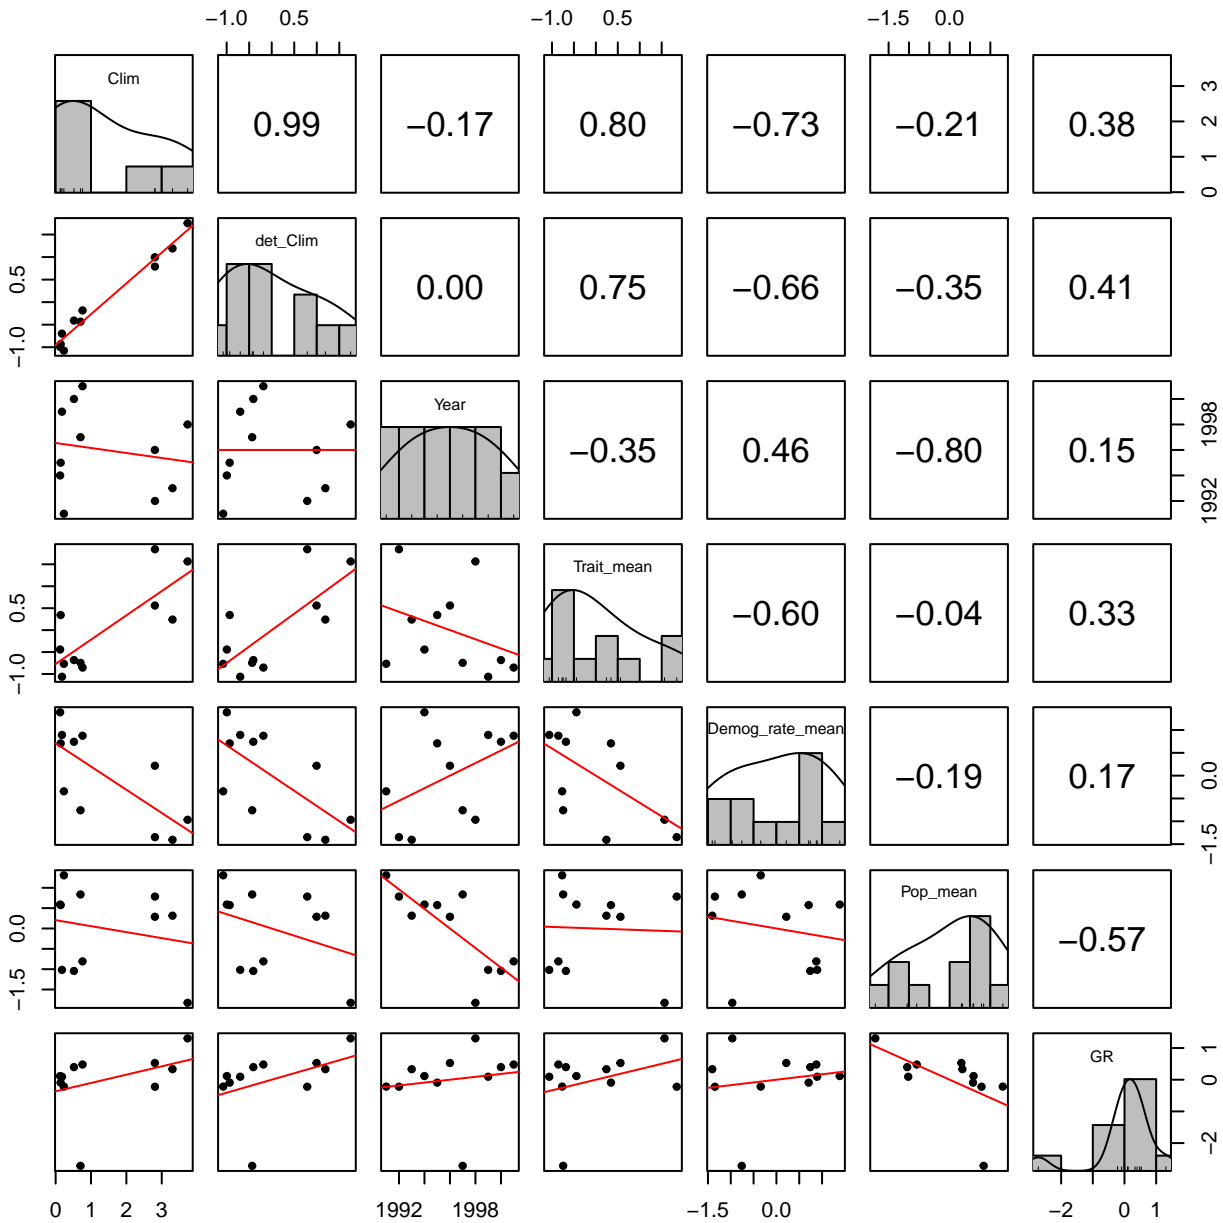 −1.0 0.5 −1.0 0.5 −1.5 0.0
Clim 0.99 −0.17 0.80 −0.73 −0.21 0.38 0 1 2 3
−1.0 0.5 det_Clim 0.00 0.75 −0.66 −0.35 0.41
Year −0.35 0.46 −0.80 0.15 1992 1998
−1.0 0.5 Trait_mean −0.60 −0.04 0.33
Demog_rate_mean −0.19 0.17 −1.5 0.0
−1.5 0.0 Pop_mean −0.57
GR −2 0 1
0 1 2 3 1992 1998 −1.5 0.0 −2 0 1